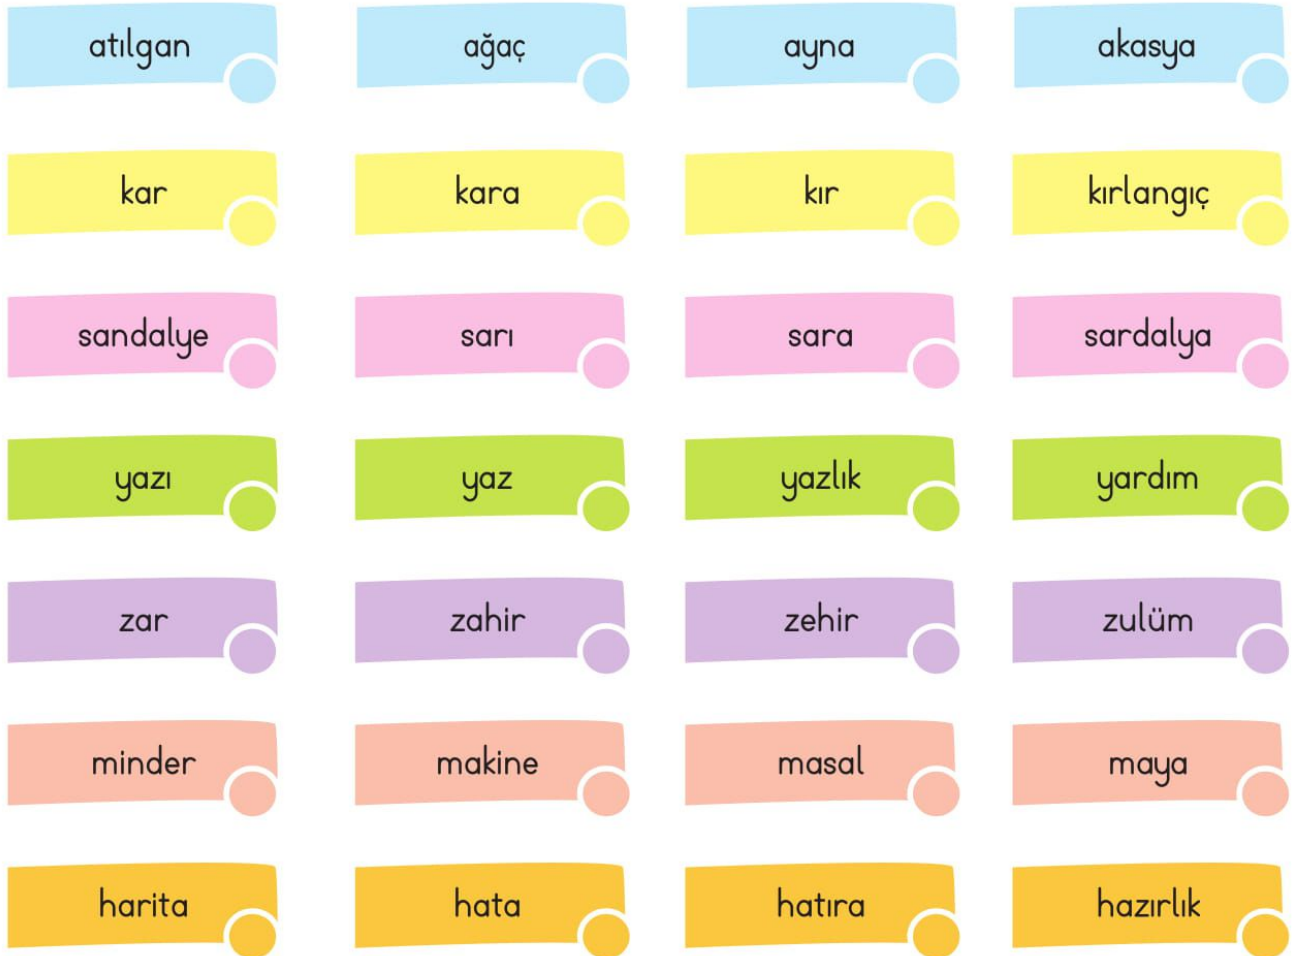 atılgan ağaç ayna akasya
kar kara kır kırlangıç
sandalye sarı sara sardalya
yazı yaz yazlık yardım
zar zahir zehir zulüm
minder makine masal maya
harita hata hatıra hazırlık